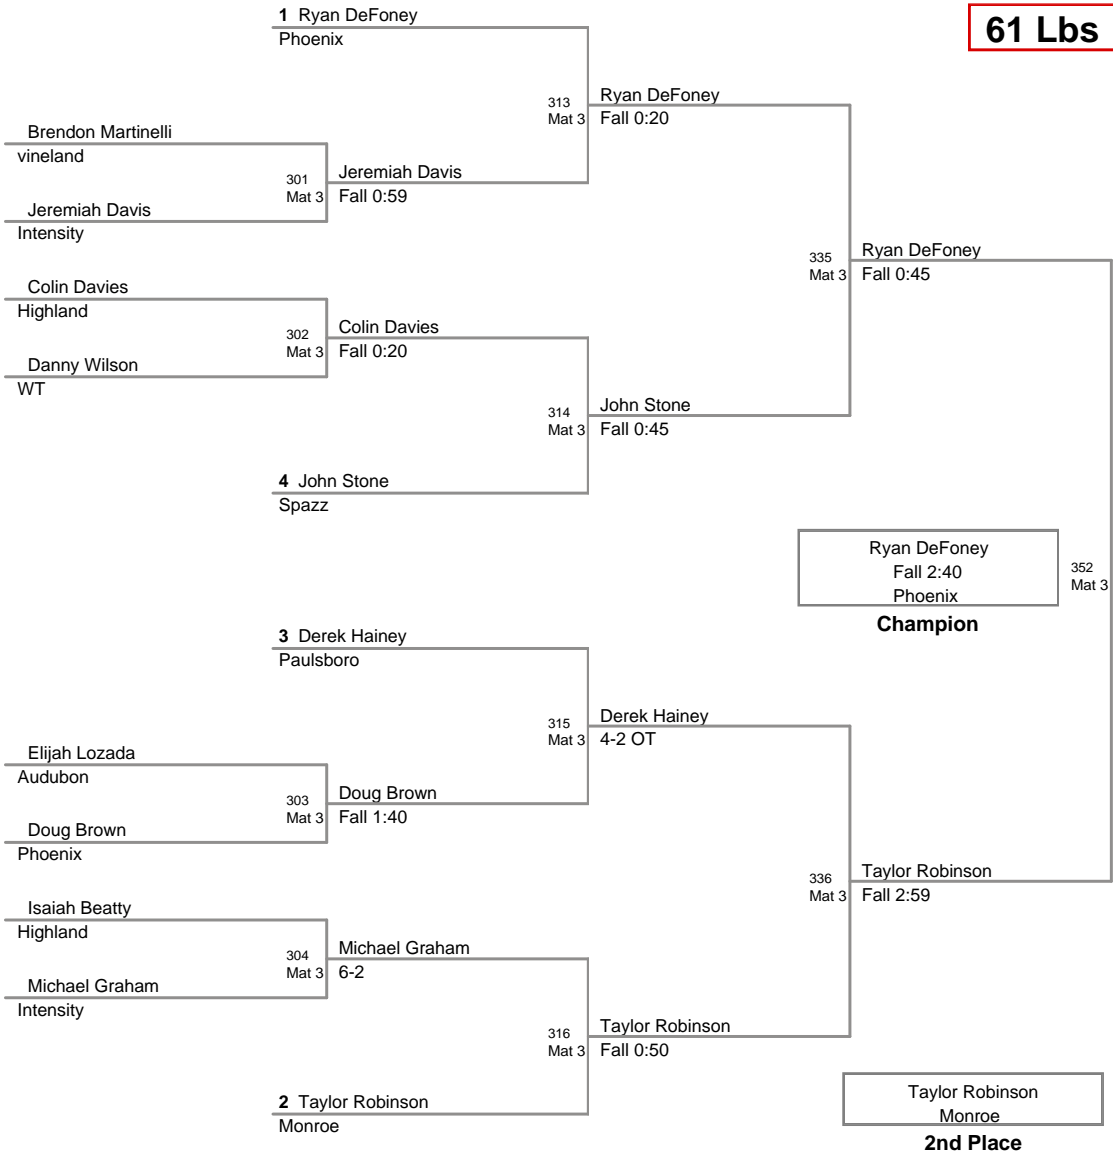 61 Lbs
1 Ryan DeFoney
Phoenix
313
Mat 3
Ryan DeFoney
Fall 0:20
Brendon Martinelli
vineland
301
Mat 3
Jeremiah Davis
Fall 0:59
Jeremiah Davis
Intensity
335
Mat 3
Ryan DeFoney
Fall 0:45
Colin Davies
Highland
302
Mat 3
Colin Davies
Fall 0:20
Danny Wilson
WT
314
Mat 3
John Stone
Fall 0:45
4 John Stone
Spazz
Ryan DeFoney
Fall 2:40
Phoenix
Champion
352
Mat 3
3 Derek Hainey
Paulsboro
315
Mat 3
Derek Hainey
4-2 OT
Elijah Lozada
Audubon
303
Mat 3
Doug Brown
Fall 1:40
Doug Brown
Phoenix
336
Mat 3
Taylor Robinson
Fall 2:59
Isaiah Beatty
Highland
304
Mat 3
Michael Graham
6-2
Michael Graham
Intensity
316
Mat 3
Taylor Robinson
Fall 0:50
2 Taylor Robinson
Monroe
Taylor Robinson
Monroe
2nd Place